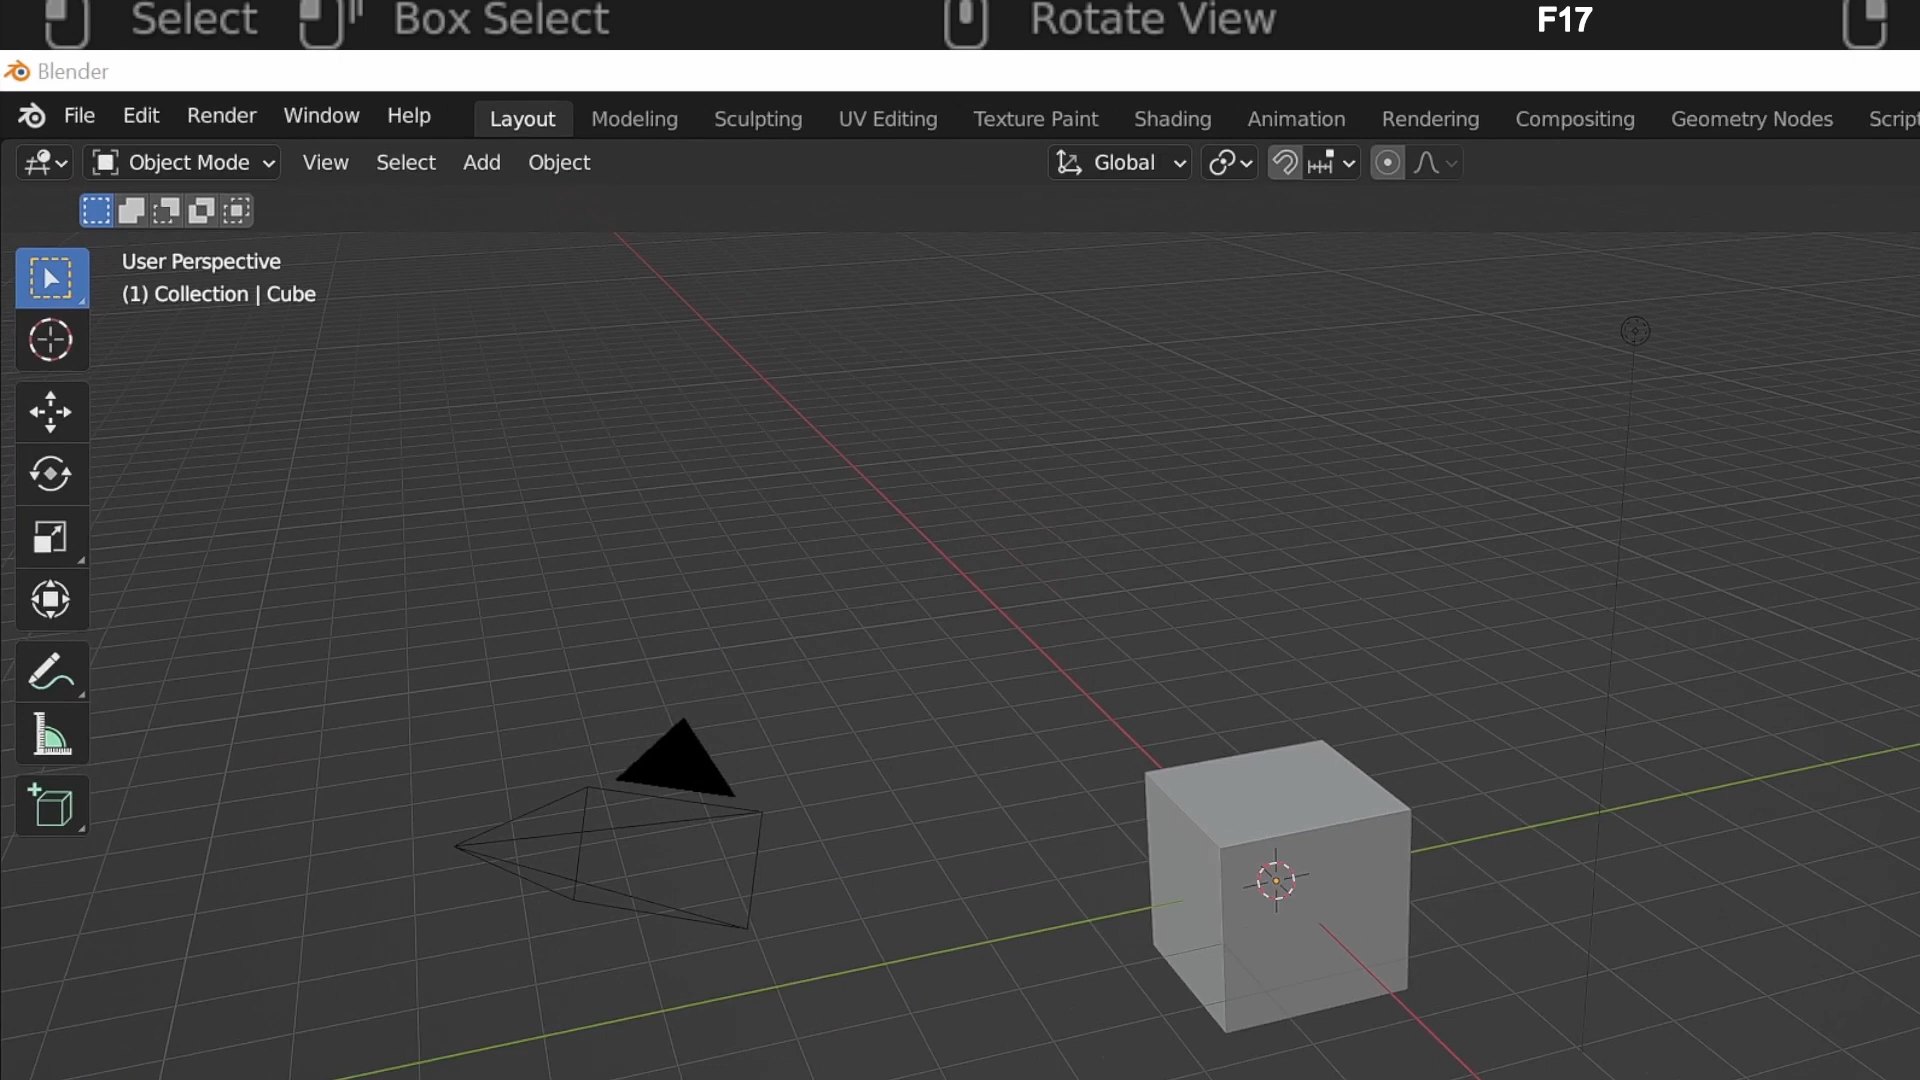 Select Box Select Rotate View F17
Blender
File Edit Render Window Help Layout Modeling Sculpting UV Editing Texture Paint Shading Animation Rendering Compositing Geometry Nodes Script
Object Mode View Select Add Object Global
User Perspective
(1) Collection | Cube